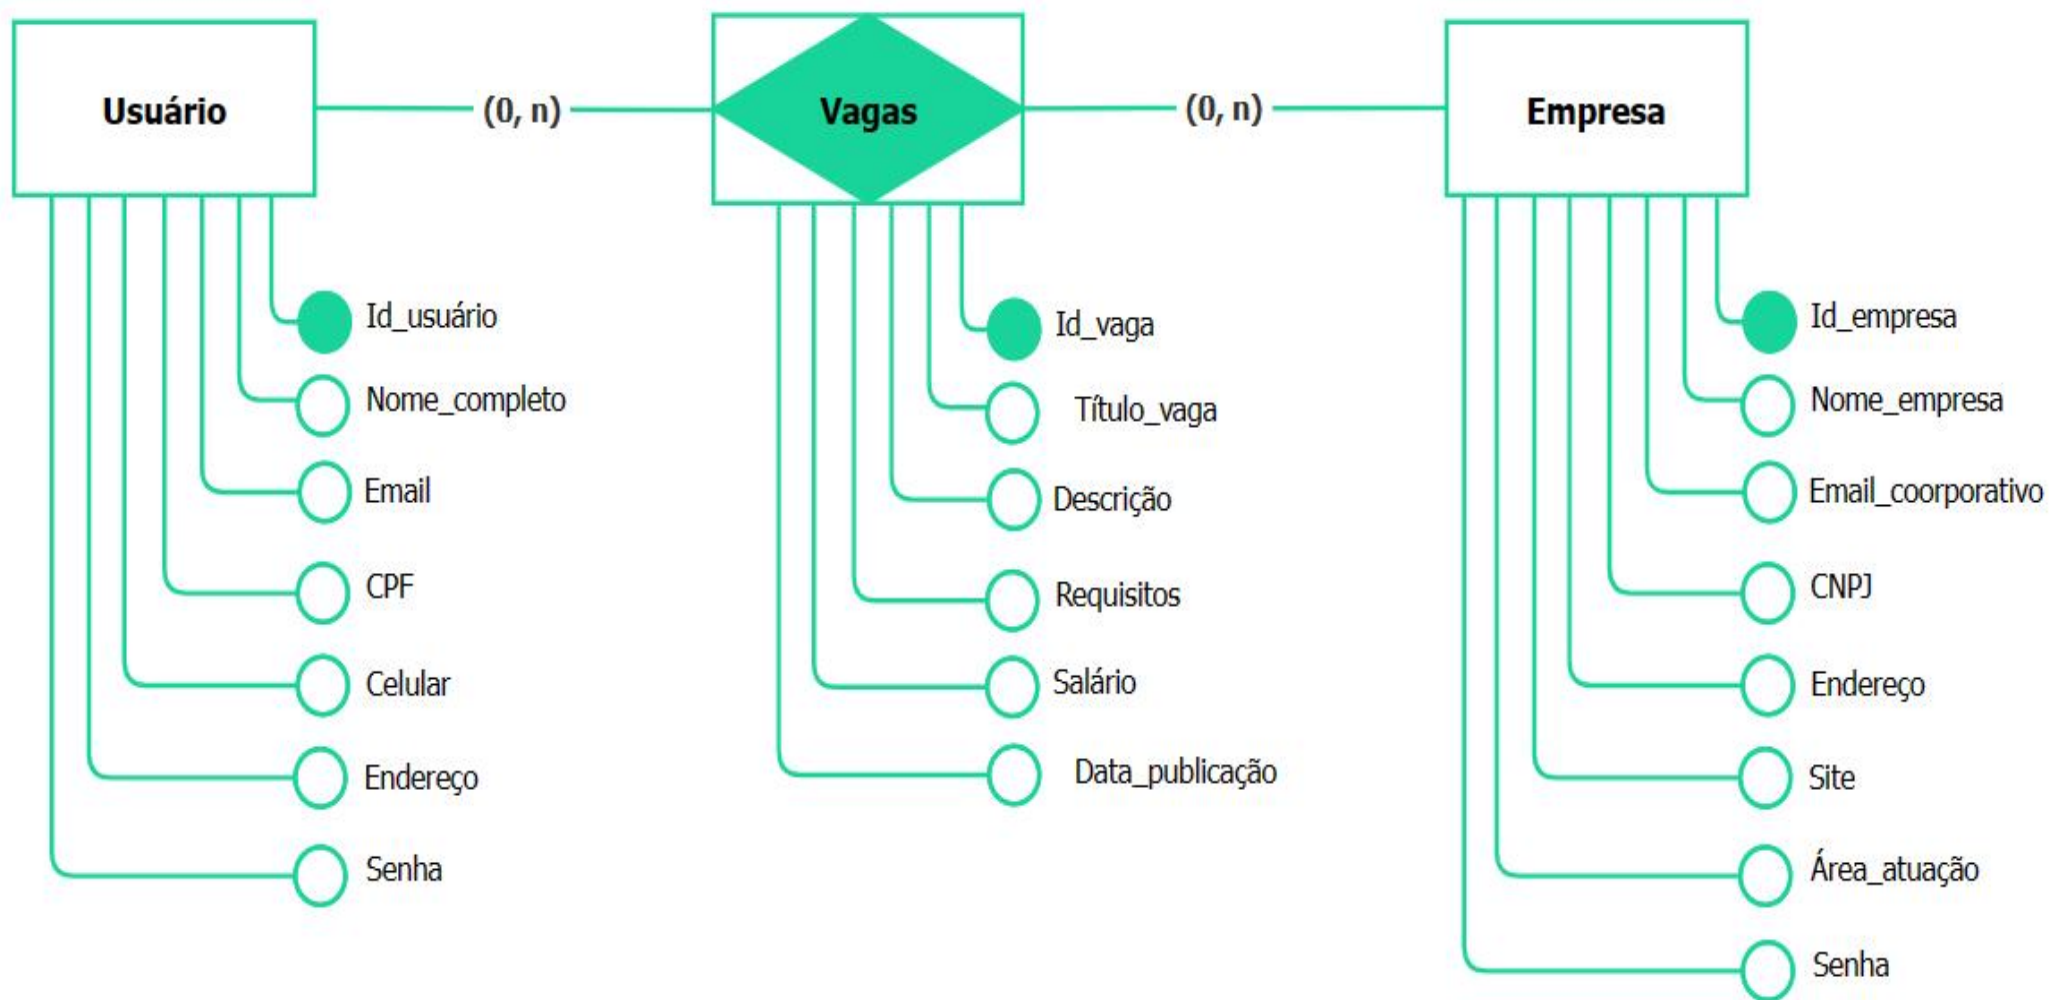 Usuário
(0, n)
Vagas
(0, n)
Empresa
Id_usuário
Nome_completo
Email
CPF
Celular
Endereço
Senha
Id_vaga
Título_vaga
Descrição
Requisitos
Salário
Data_publicação
Id_empresa
Nome_empresa
Email_coorporativo
CNPJ
Endereço
Site
Área_atuação
Senha